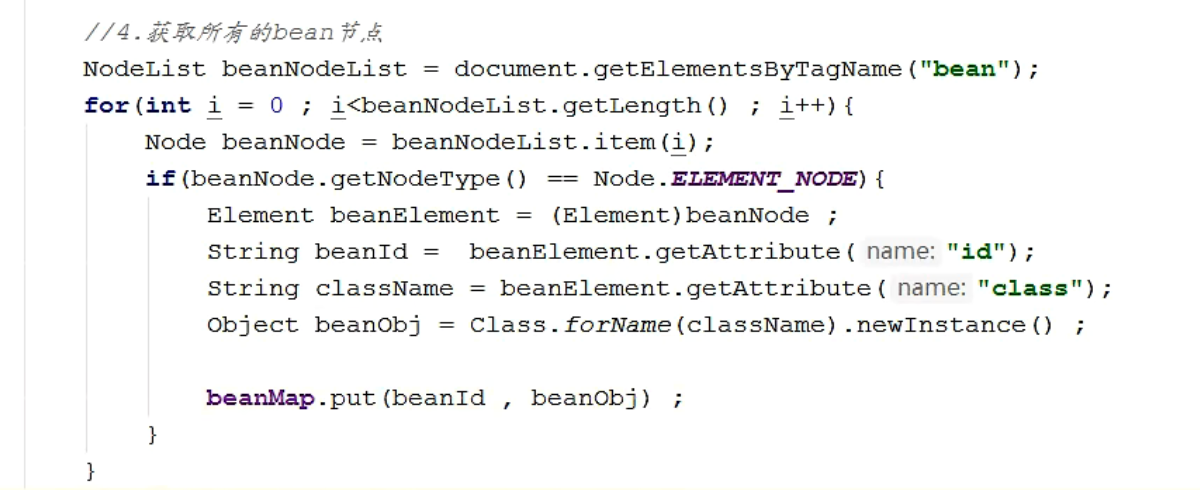 //4.获取所有的bean节点
NodeList beanNodeList = document.getElementsByTagName("bean");
for(int i = 0 ; i<beanNodeList.getLength() ; i++){
Node beanNode = beanNodeList.item(i);
if(beanNode.getNodeType() == Node.ELEMENT_NODE){
Element beanElement = (Element)beanNode ;
String beanId =  beanElement.getAttribute( name: "id");
String className = beanElement.getAttribute( name: "class");
Object beanObj = Class.forName(className).newInstance() ;
beanMap.put(beanId , beanObj) ;
}
}